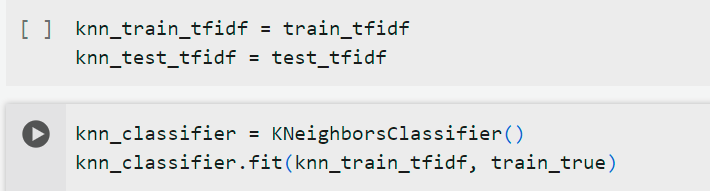 [ ] knn_train_tfidf = train_tfidf
knn_test_tfidf = test_tfidf
knn_classifier = KNeighborsClassifier()
knn_classifier.fit(knn_train_tfidf, train_true)